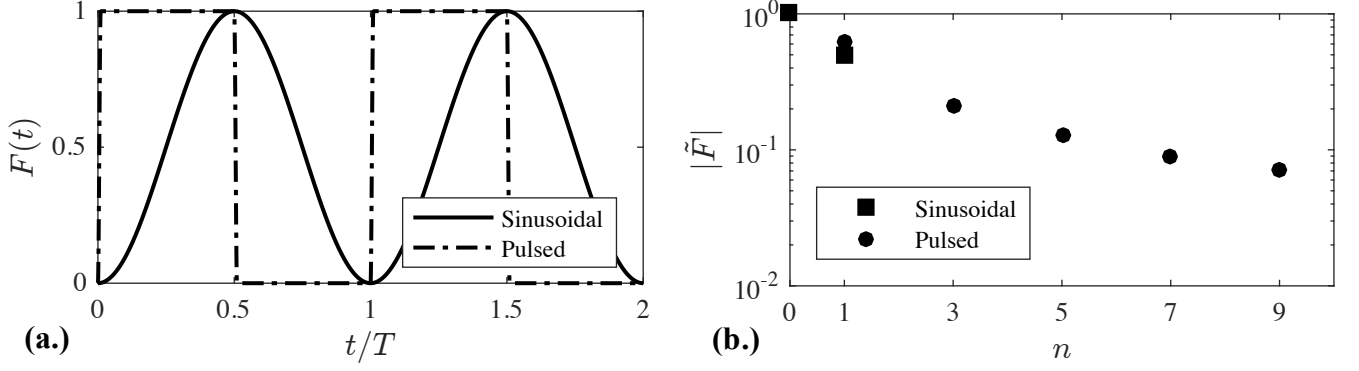 1
0.5
0
F(t)
0
0.5
1
1.5
2
t/T
Sinusoidal
Pulsed
(a.)
10^0
10^{-1}
10^{-2}
|F̃|
0
1
3
5
7
9
n
Sinusoidal
Pulsed
(b.)